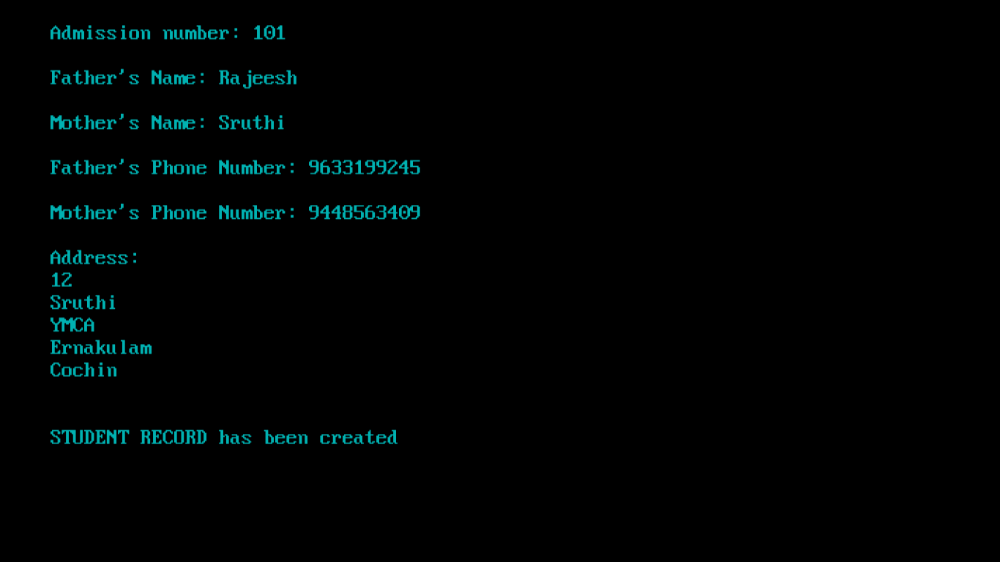 Admission number: 101
Father's Name: Rajeesh
Mother's Name: Sruthi
Father's Phone Number: 9633199245
Mother's Phone Number: 9448563409
Address:
12
Sruthi
YMCA
Ernakulam
Cochin
STUDENT RECORD has been created